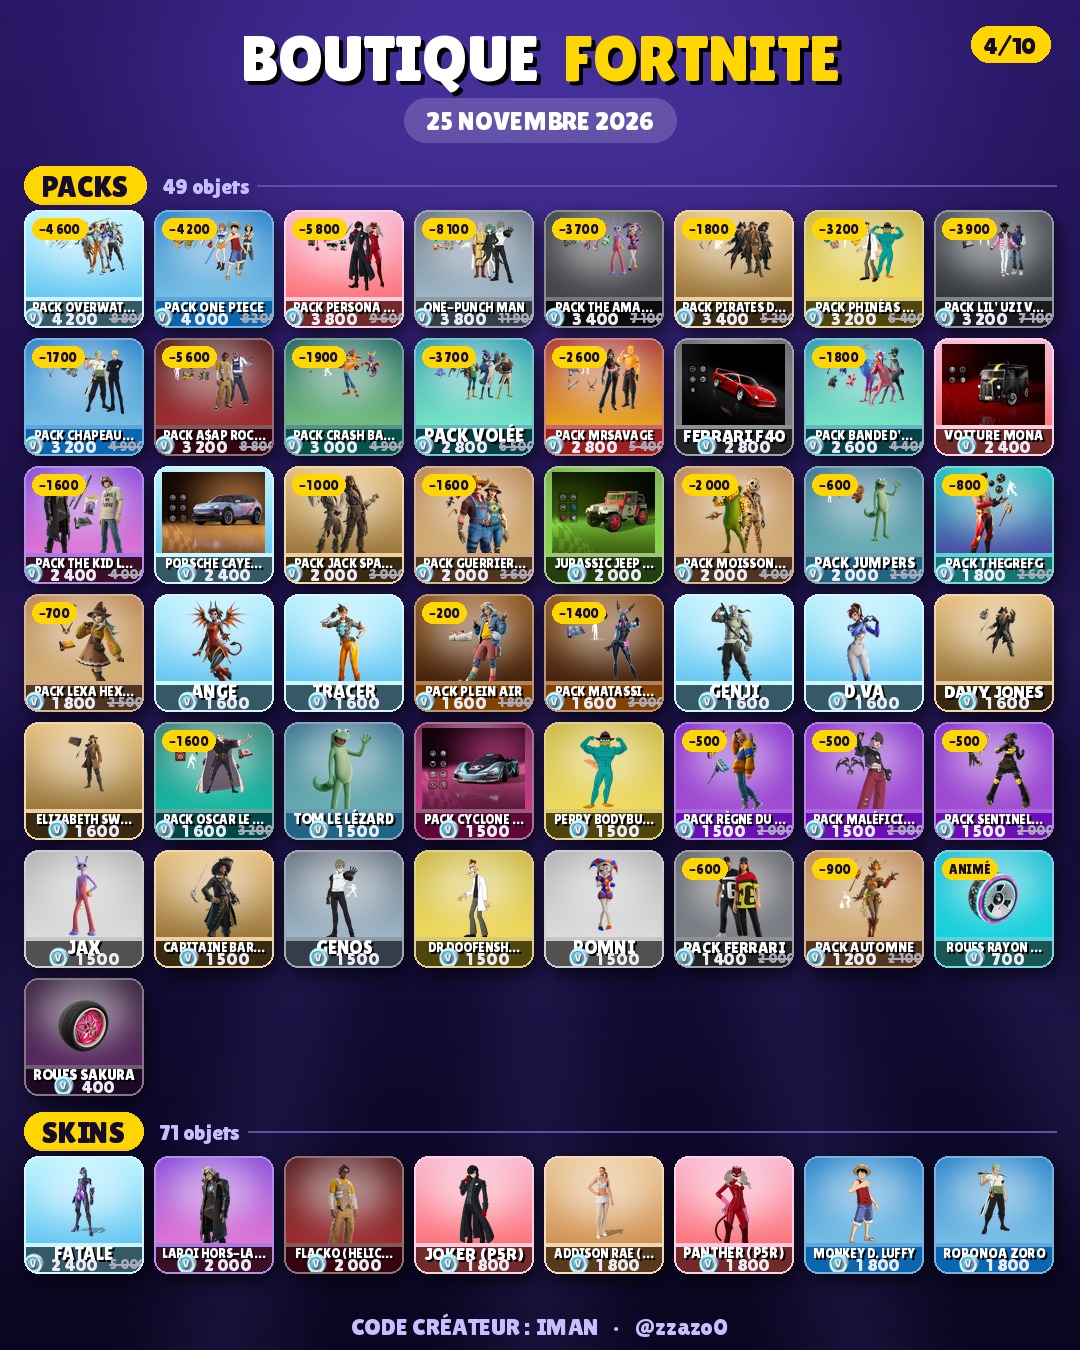 BOUTIQUE FORTNITE
4/10
25 NOVEMBRE 2026
PACKS 49 objets
-4 600 -4 200 -5 800 -8 100 -3 700 -1 800 -3 200 -3 900
PACK OVERWAT... PACK ONE PIECE PACK PERSONA ... ONE-PUNCH MAN PACK THE AMA... PACK PIRATES D... PACK PHINÉAS ... PACK LIL' UZI V...
4 200 4 000 3 800 3 800 3 400 3 400 3 200 3 200
-1 700 -5 600 -1 900 -3 700 -2 600 -1 800
PACK CHAPEAU... PACK A$AP ROC... PACK CRASH BA... PACK VOLÉE PACK MRSAVAGE FERRARI F40 PACK BANDE D'... VOITURE MONA
3 200 3 200 3 000 2 800 2 800 2 800 2 600 2 400
-1 600 -1 000 -1 600 -2 000 -600 -800
PACK THE KID L... PORSCHE CAYE... PACK JACK SPA... PACK GUERRIER... JURASSIC JEEP ... PACK MOISSON... PACK JUMPERS PACK THEGREFG
2 400 2 400 2 000 2 000 2 000 2 000 2 000 1 800
-700 -200 -1 400
PACK LEXA HEX... ANGE TRACER PACK PLEIN AIR PACK MATASSI... GENJI D.VA DAVY JONES
1 800 1 600 1 600 1 600 1 600 1 600 1 600 1 600
-1 600 -500 -500 -500
ELIZABETH SW... PACK OSCAR LE ... TOM LE LÉZARD PACK CYCLONE ... PERRY BODYBU... PACK RÈGNE DU ... PACK MALÉFICI... PACK SENTINEL...
1 600 1 600 1 500 1 500 1 500 1 500 1 500 1 500
-600 -900 ANIMÉ
JAX CAPITAINE BAR... GENOS DR DOOFENSH... POMNI PACK FERRARI PACK AUTOMNE ROUES RAYON ...
1 500 1 500 1 500 1 500 1 500 1 400 1 200 700
ROUES SAKURA
400
SKINS 71 objets
FATALE LAROI HORS-LA... FLACKO (HELIC... JOKER (P5R) ADDISON RAE (... PANTHER (P5R) MONKEY D. LUFFY RORONOA ZORO
2 400 2 000 2 000 1 800 1 800 1 800 1 800 1 800
CODE CRÉATEUR : IMAN · @zzazo0